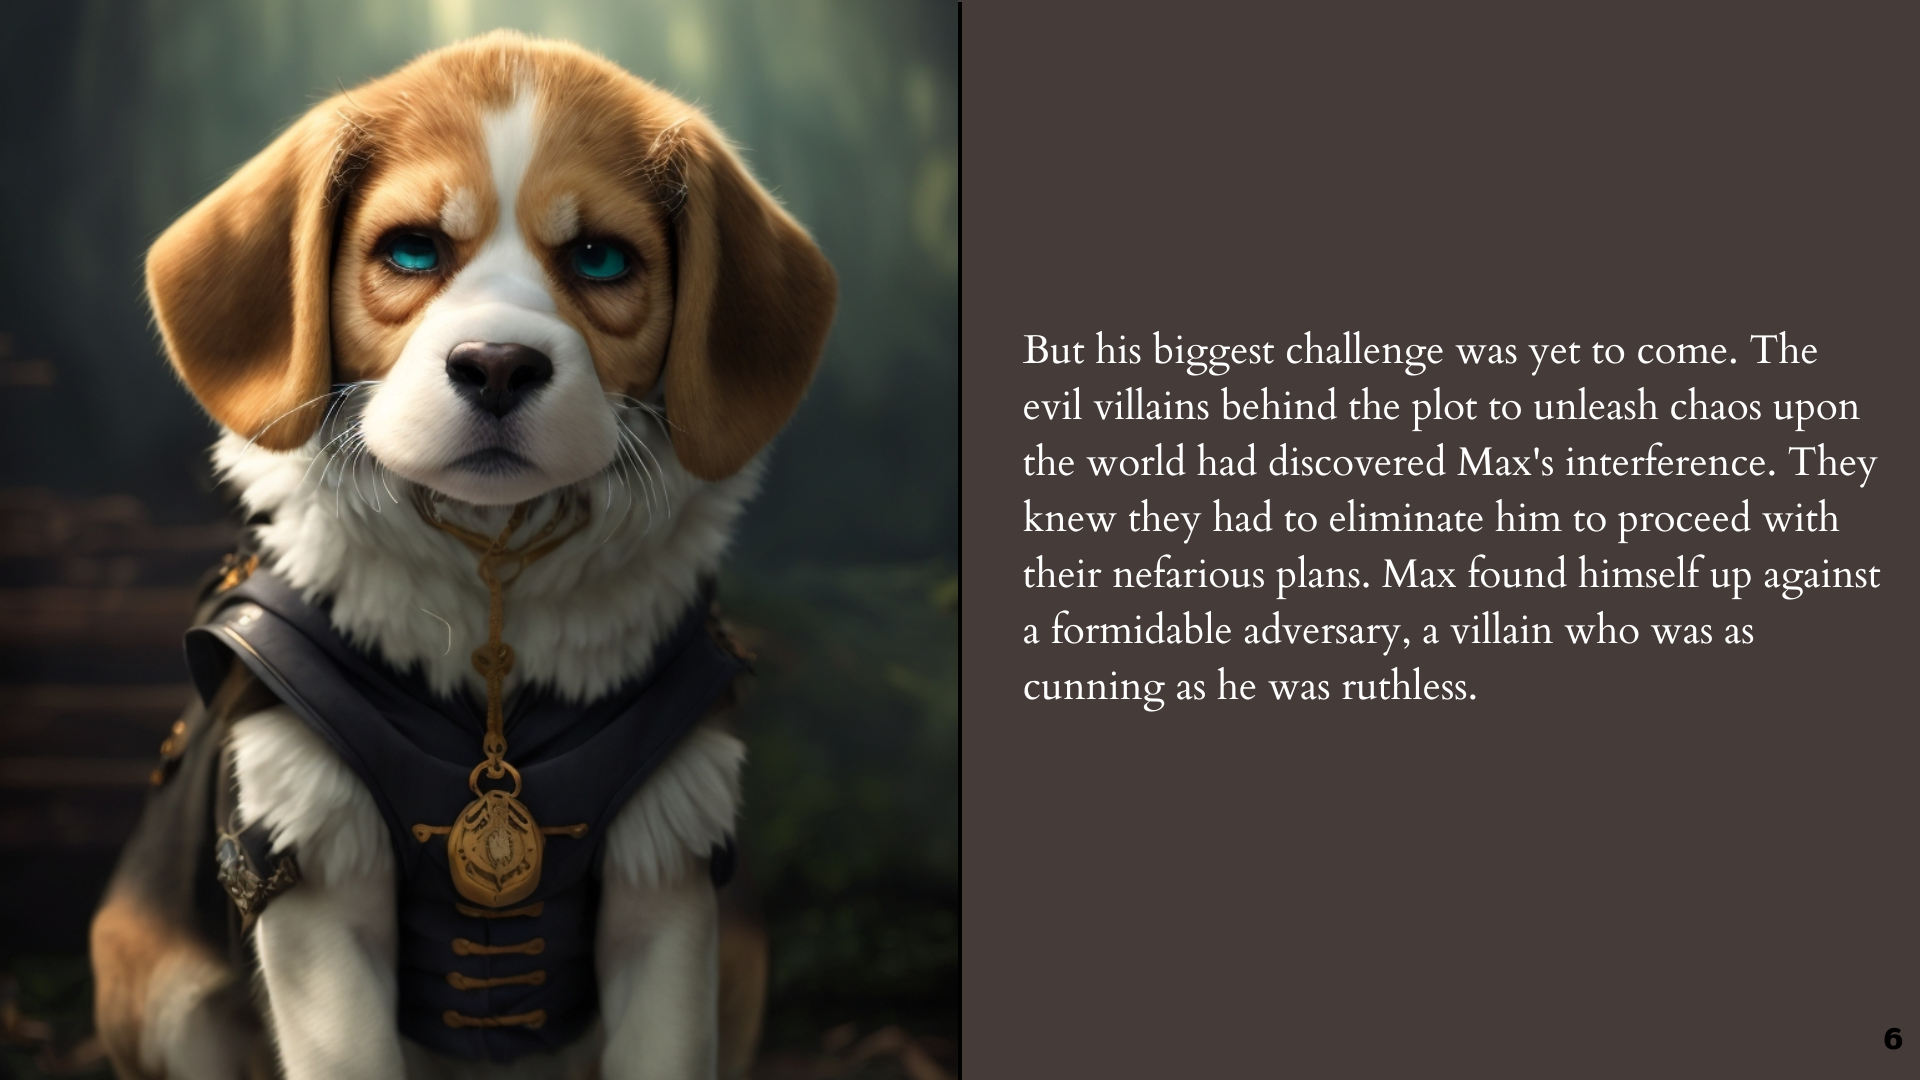 But his biggest challenge was yet to come. The
evil villains behind the plot to unleash chaos upon
the world had discovered Max's interference. They
knew they had to eliminate him to proceed with
their nefarious plans. Max found himself up against
a formidable adversary, a villain who was as
cunning as he was ruthless.
6